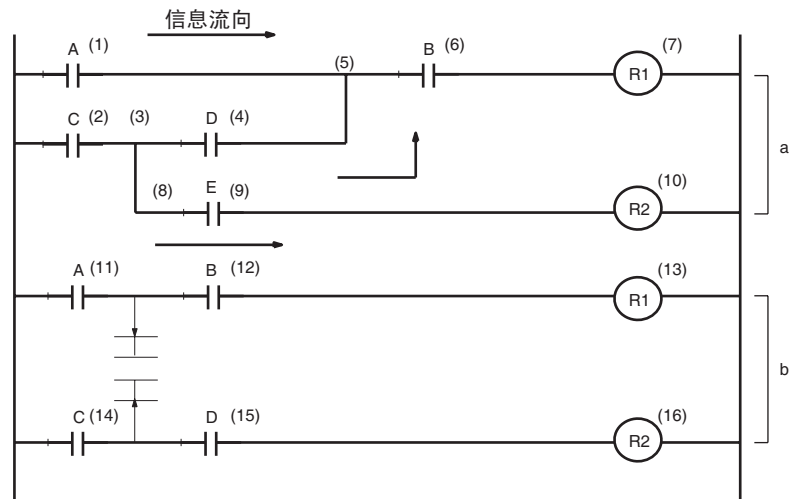 信息流向
A (1) (5) B (6) (7)
R1
C (2) (3) D (4)
a
(8) E (9) (10)
R2
A (11) B (12) (13)
R1
b
C (14) D (15) (16)
R2